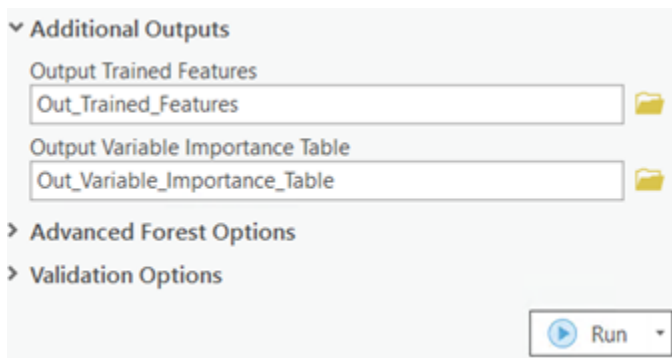 Additional Outputs
Output Trained Features
Out_Trained_Features
Output Variable Importance Table
Out_Variable_Importance_Table
Advanced Forest Options
Validation Options
Run